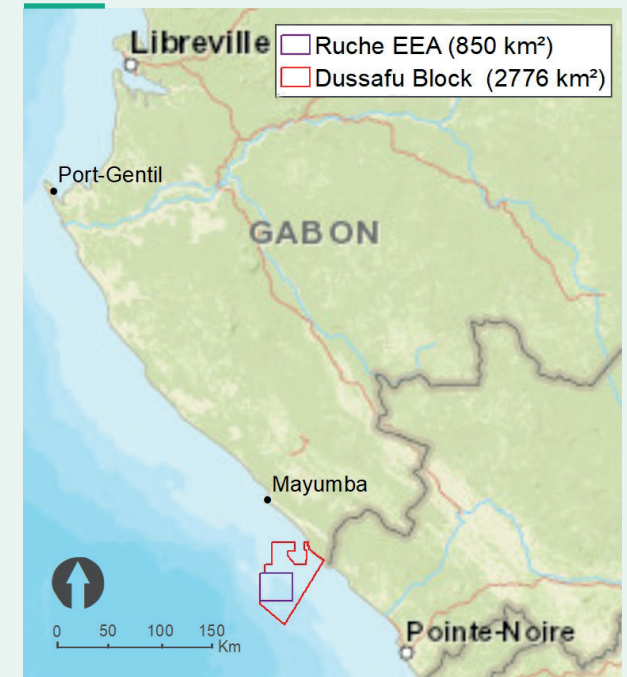 Libreville
Ruche EEA (850 km²)
Dussafu Block (2776 km²)
Port-Gentil
GABON
Mayumba
0 50 100 150
Km
Pointe-Noire